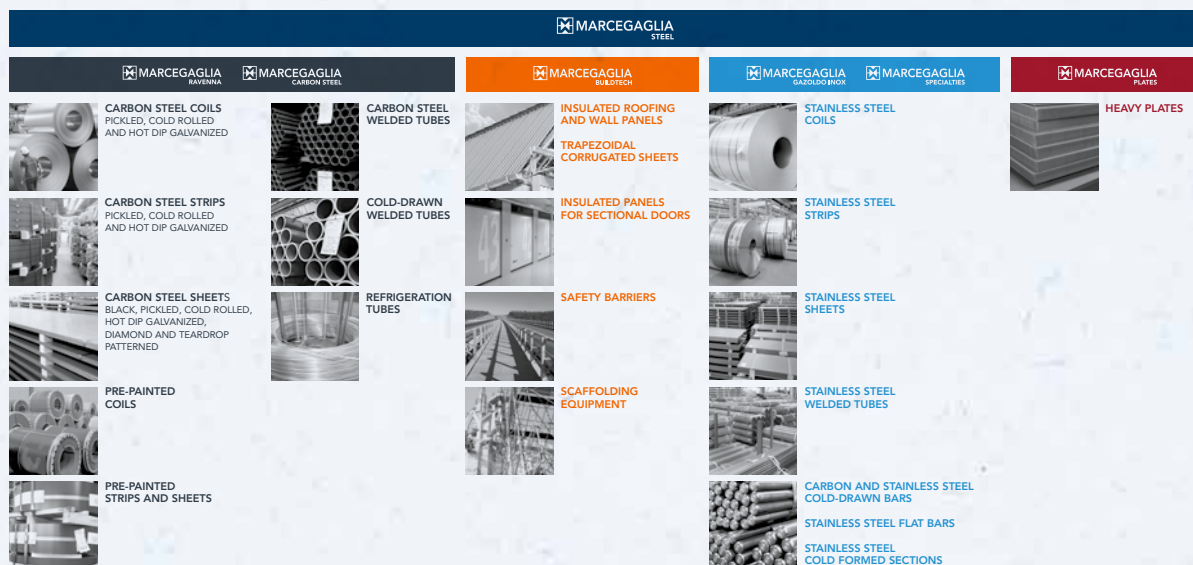 MARCEGAGLIA
STEEL
MARCEGAGLIA
RAVENNA
MARCEGAGLIA
CARBON STEEL
MARCEGAGLIA
BUILDTECH
MARCEGAGLIA
GAZOLDO INOX
MARCEGAGLIA
SPECIALTIES
MARCEGAGLIA
PLATES
CARBON STEEL COILS
PICKLED, COLD ROLLED
AND HOT DIP GALVANIZED
CARBON STEEL STRIPS
PICKLED, COLD ROLLED
AND HOT DIP GALVANIZED
CARBON STEEL SHEETS
BLACK, PICKLED, COLD ROLLED,
HOT DIP GALVANIZED,
DIAMOND AND TEARDROP
PATTERNED
PRE-PAINTED
COILS
PRE-PAINTED
STRIPS AND SHEETS
CARBON STEEL
WELDED TUBES
COLD-DRAWN
WELDED TUBES
REFRIGERATION
TUBES
INSULATED ROOFING
AND WALL PANELS
TRAPEZOIDAL
CORRUGATED SHEETS
INSULATED PANELS
FOR SECTIONAL DOORS
SAFETY BARRIERS
SCAFFOLDING
EQUIPMENT
STAINLESS STEEL
COILS
STAINLESS STEEL
STRIPS
STAINLESS STEEL
SHEETS
STAINLESS STEEL
WELDED TUBES
CARBON AND STAINLESS STEEL
COLD-DRAWN BARS
STAINLESS STEEL FLAT BARS
STAINLESS STEEL
COLD FORMED SECTIONS
HEAVY PLATES